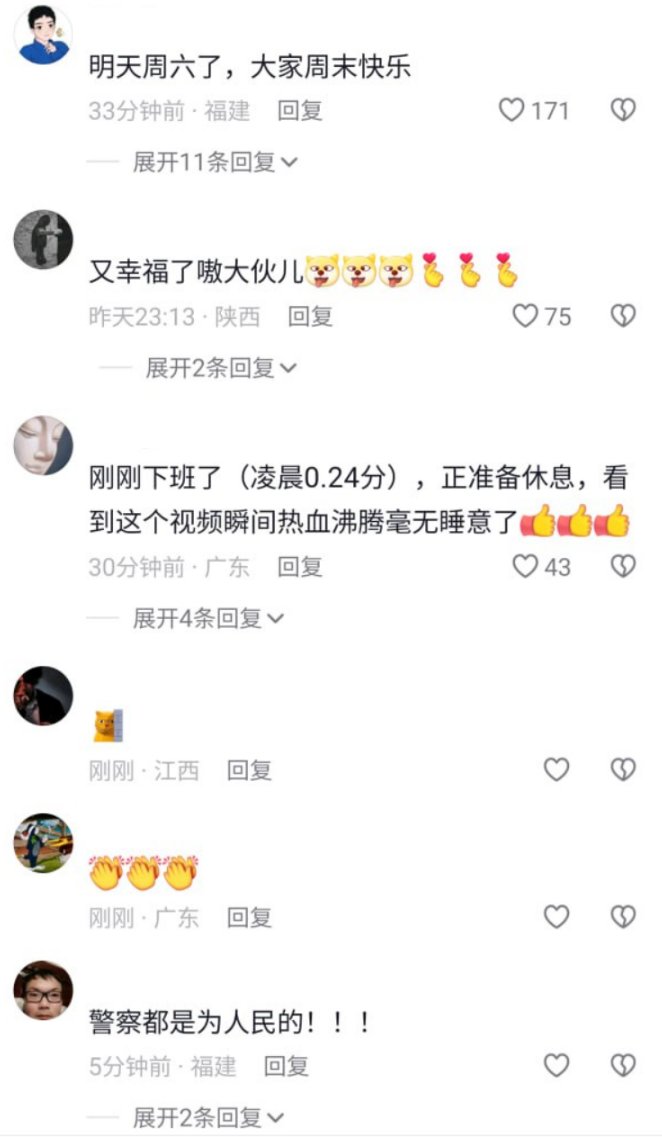 明天周六了，大家周末快乐
33分钟前 · 福建 回复 171
展开11条回复
又幸福了嗷大伙儿
昨天23:13 · 陕西 回复 75
展开2条回复
刚刚下班了（凌晨0.24分），正准备休息，看
到这个视频瞬间热血沸腾毫无睡意了
30分钟前 · 广东 回复 43
展开4条回复
刚刚 · 江西 回复
刚刚 · 广东 回复
警察都是为人民的！！！
5分钟前 · 福建 回复
展开2条回复